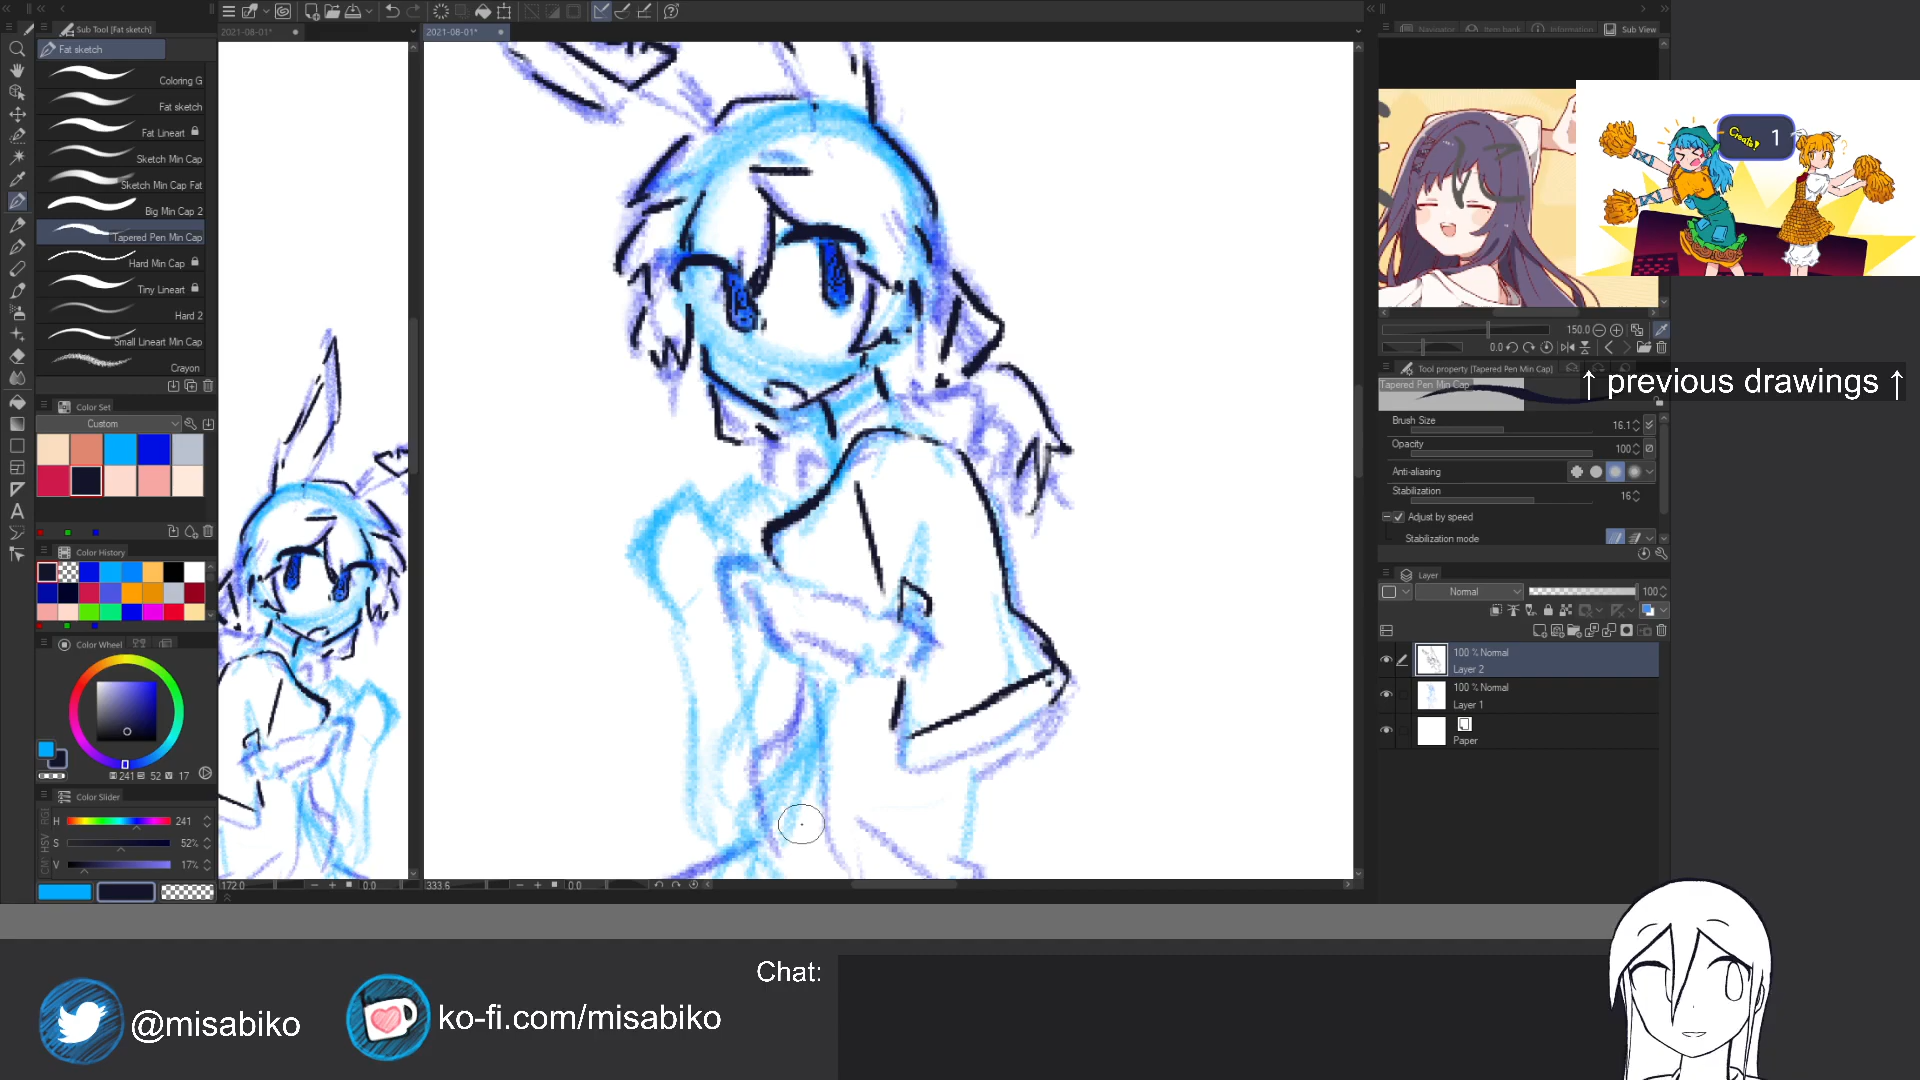 Sub Tool [Fat sketch]
Fat sketch
Coloring G
Fat sketch
Fat Lineart
Sketch Min Cap
Sketch Min Cap Fat
Big Min Cap 2
Tapered Pen Min Cap
Hard Min Cap
Tiny Lineart
Hard 2
Small Lineart Min Cap
Crayon
Color Set
Custom
Color History
Color Wheel
241 52 17
Color Slider
H 241
S 52%
V 17%
2021-08-01*
2021-08-01*
172.0 0.0
333.6 0.0
Navigator Item bank Information Sub View
Create! 1
150.0
0.0
Tool property [Tapered Pen Min Cap]
Tapered Pen Min Cap
↑ previous drawings ↑
Brush Size 16.1
Opacity 100
Anti-aliasing
Stabilization 16
Adjust by speed
Stabilization mode
Layer
Normal 100
100 % Normal
Layer 2
100 % Normal
Layer 1
Paper
Chat:
@misabiko
ko-fi.com/misabiko